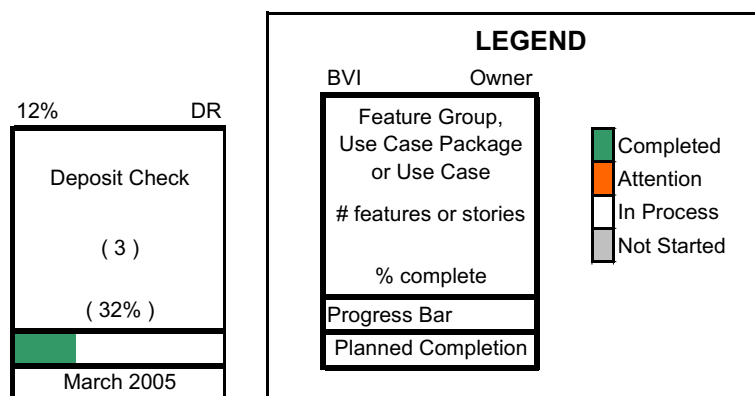 12% DR
Deposit Check
( 3 )
( 32% )
March 2005
LEGEND
BVI Owner
Feature Group,
Use Case Package
or Use Case
# features or stories
% complete
Progress Bar
Planned Completion
Completed
Attention
In Process
Not Started